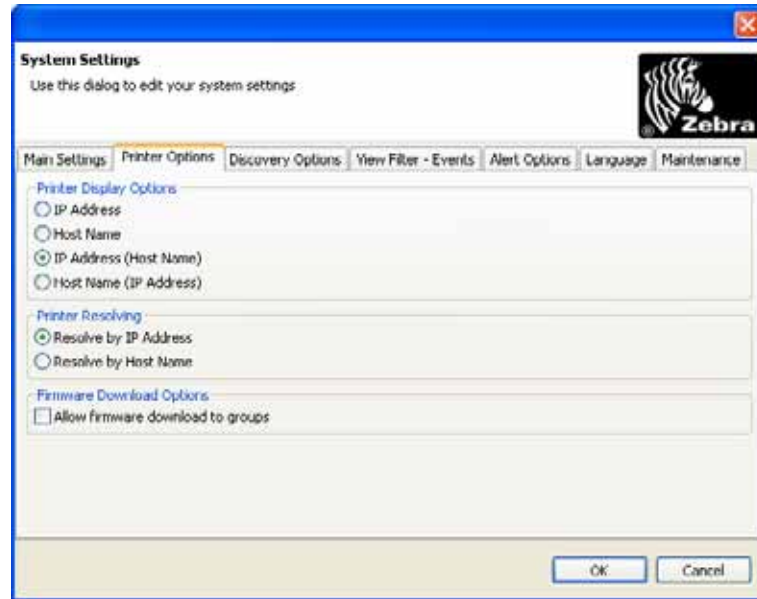 System Settings
Use this dialog to edit your system settings
® Zebra
Main Settings Printer Options Discovery Options View Filter - Events Alert Options Language Maintenance
Printer Display Options
IP Address
Host Name
IP Address (Host Name)
Host Name (IP Address)
Printer Resolving
Resolve by IP Address
Resolve by Host Name
Firmware Download Options
Allow firmware download to groups
OK Cancel